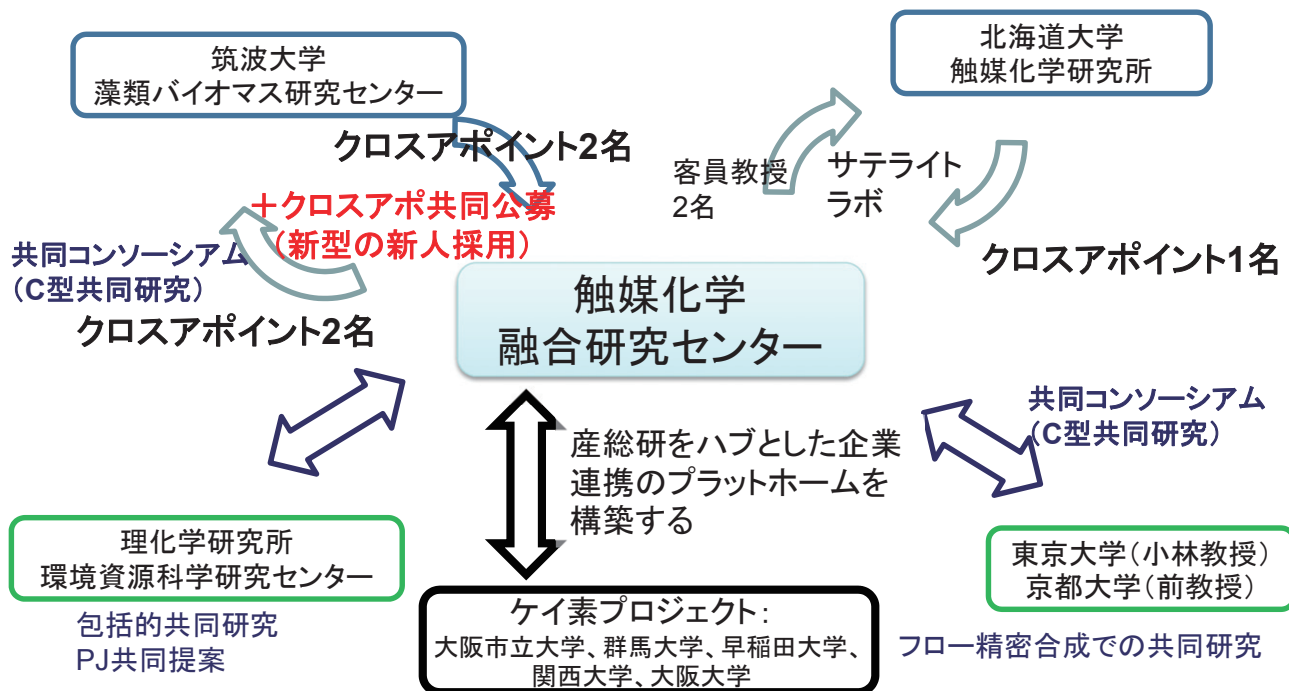 筑波大学
藻類バイオマス研究センター
北海道大学
触媒化学研究所
クロスアポイント2名
+クロスアポ共同公募
（新型の新人採用）
客員教授
2名
サテライト
ラボ
クロスアポイント1名
共同コンソーシアム
（C型共同研究）
クロスアポイント2名
触媒化学
融合研究センター
共同コンソーシアム
（C型共同研究）
産総研をハブとした企業
連携のプラットホームを
構築する
理化学研究所
環境資源科学研究センター
包括的共同研究
PJ共同提案
ケイ素プロジェクト：
大阪市立大学、群馬大学、早稲田大学、
関西大学、大阪大学
東京大学（小林教授）
京都大学（前教授）
フロー精密合成での共同研究